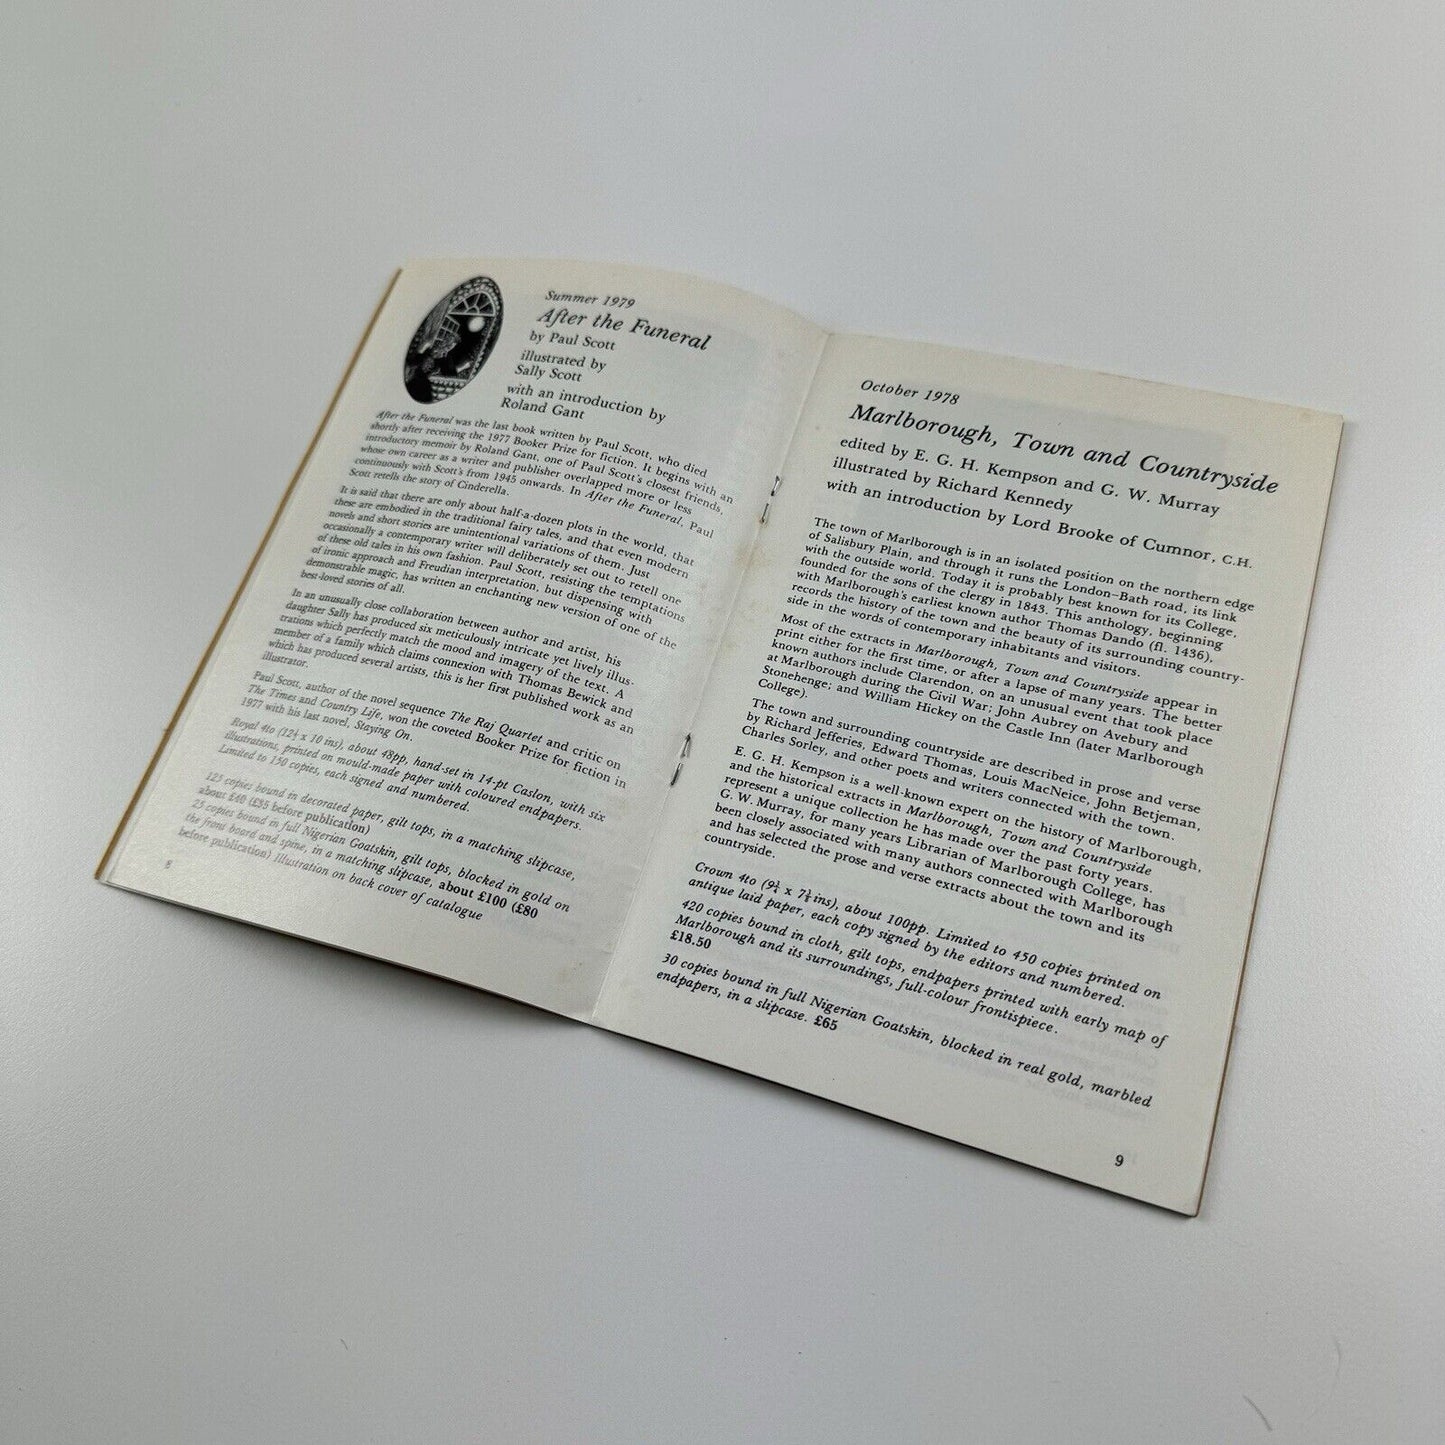 Summer 1979
After the Funeral
by Paul Scott
illustrated by
Sally Scott
with an introduction by
Roland Gant
After the Funeral was the last book written by Paul Scott, who died
shortly after receiving the 1977 Booker Prize for fiction. It begins with an
introductory memoir by Roland Gant, one of Paul Scott's closest friends,
whose own career as a writer and publisher overlapped more or less
continuously with Scott's from 1945 onwards. In After the Funeral, Paul
Scott retells the story of Cinderella.
It is said that there are only about half-a-dozen plots in the world, that
these are embodied in the traditional fairy tales, and that even modern
novels and short stories are unintentional variations of them. Just
occasionally a contemporary writer will deliberately set out to retell one
of these old tales in his own fashion. Paul Scott, resisting the temptations
of ironic approach and Freudian interpretation, but dispensing with
demonstrable magic, has written an enchanting new version of one of the
best-loved stories of all.
In an unusually close collaboration between author and artist, his
daughter Sally has produced six meticulously intricate yet lively illus-
trations which perfectly match the mood and imagery of the text. A
member of a family which claims connexion with Thomas Bewick and
which has produced several artists, this is her first published work as an
illustrator.
Paul Scott, author of the novel sequence The Raj Quartet and critic on
The Times and Country Life, won the coveted Booker Prize for fiction in
1977 with his last novel, Staying On.
Royal 4to (12½ x 10 ins), about 48pp, hand-set in 14-pt Caslon, with six
illustrations, printed on mould-made paper with coloured endpapers.
Limited to 150 copies, each signed and numbered.
125 copies bound in decorated paper, gilt tops, in a matching slipcase,
about £40 (£35 before publication)
25 copies bound in full Nigerian Goatskin, gilt tops, blocked in gold on
the front board and spine, in a matching slipcase, about £100 (£80
before publication) Illustration on back cover of catalogue
8
October 1978
Marlborough, Town and Countryside
edited by E. G. H. Kempson and G. W. Murray
illustrated by Richard Kennedy
with an introduction by Lord Brooke of Cumnor, C.H.
The town of Marlborough is in an isolated position on the northern edge
of Salisbury Plain, and through it runs the London–Bath road, its link
with the outside world. Today it is probably best known for its College,
founded for the sons of the clergy in 1843. This anthology, beginning
with Marlborough's earliest known author Thomas Dando (fl. 1436),
records the history of the town and the beauty of its surrounding country-
side in the words of contemporary inhabitants and visitors.
Most of the extracts in Marlborough, Town and Countryside appear in
print either for the first time, or after a lapse of many years. The better
known authors include Clarendon, on an unusual event that took place
at Marlborough during the Civil War; John Aubrey on Avebury and
Stonehenge; and William Hickey on the Castle Inn (later Marlborough
College).
The town and surrounding countryside are described in prose and verse
by Richard Jefferies, Edward Thomas, Louis MacNeice, John Betjeman,
Charles Sorley, and other poets and writers connected with the town.
E. G. H. Kempson is a well-known expert on the history of Marlborough,
and the historical extracts in Marlborough, Town and Countryside
represent a unique collection he has made over the past forty years.
G. W. Murray, for many years Librarian of Marlborough College, has
been closely associated with many authors connected with Marlborough
and has selected the prose and verse extracts about the town and its
countryside.
Crown 4to (9¾ x 7½ ins), about 100pp. Limited to 450 copies printed on
antique laid paper, each copy signed by the editors and numbered.
420 copies bound in cloth, gilt tops, endpapers printed with early map of
Marlborough and its surroundings, full-colour frontispiece.
£18.50
30 copies bound in full Nigerian Goatskin, blocked in real gold, marbled
endpapers, in a slipcase. £65
9